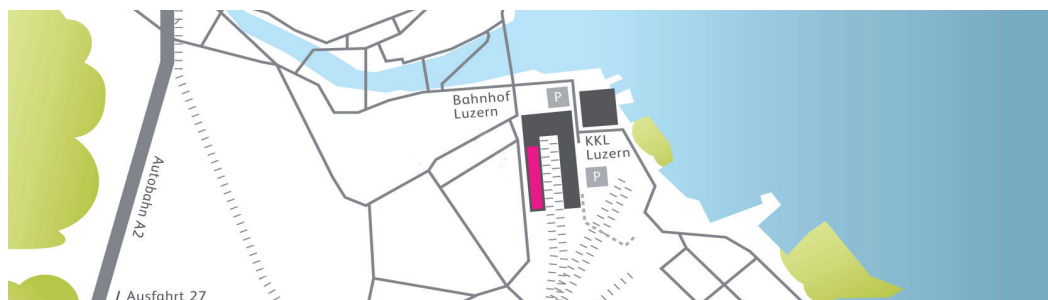 Bahnhof
Luzern
P
KKL
Luzern
P
Autobahn A2
Ausfahrt 27